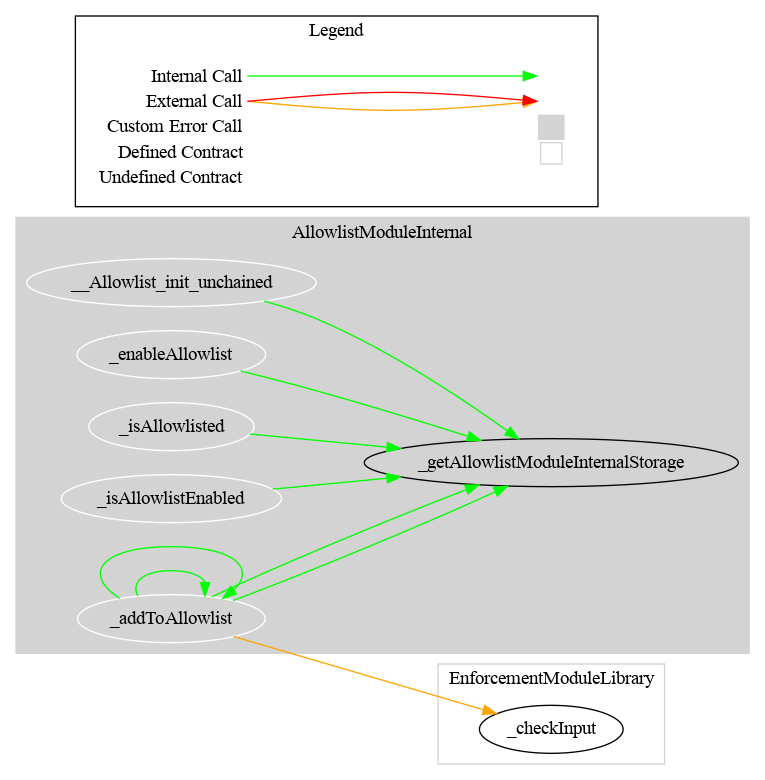 Legend
Internal Call
External Call
Custom Error Call
Defined Contract
Undefined Contract
AllowlistModuleInternal
__Allowlist_init_unchained
_enableAllowlist
_isAllowlisted
_getAllowlistModuleInternalStorage
_isAllowlistEnabled
_addToAllowlist
EnforcementModuleLibrary
_checkInput